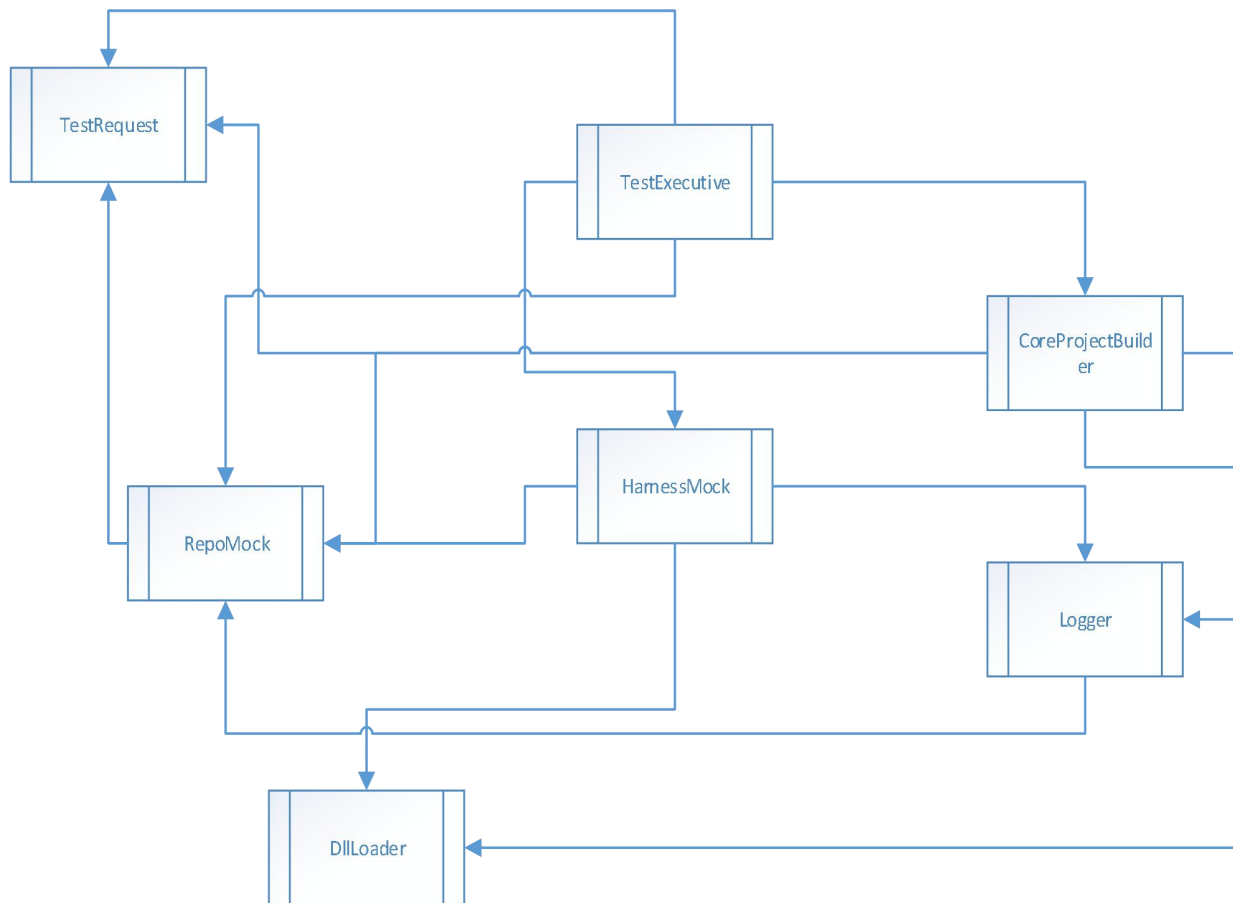 TestRequest
TestExecutive
CoreProjectBuild
er
HarnessMock
RepoMock
Logger
DllLoader